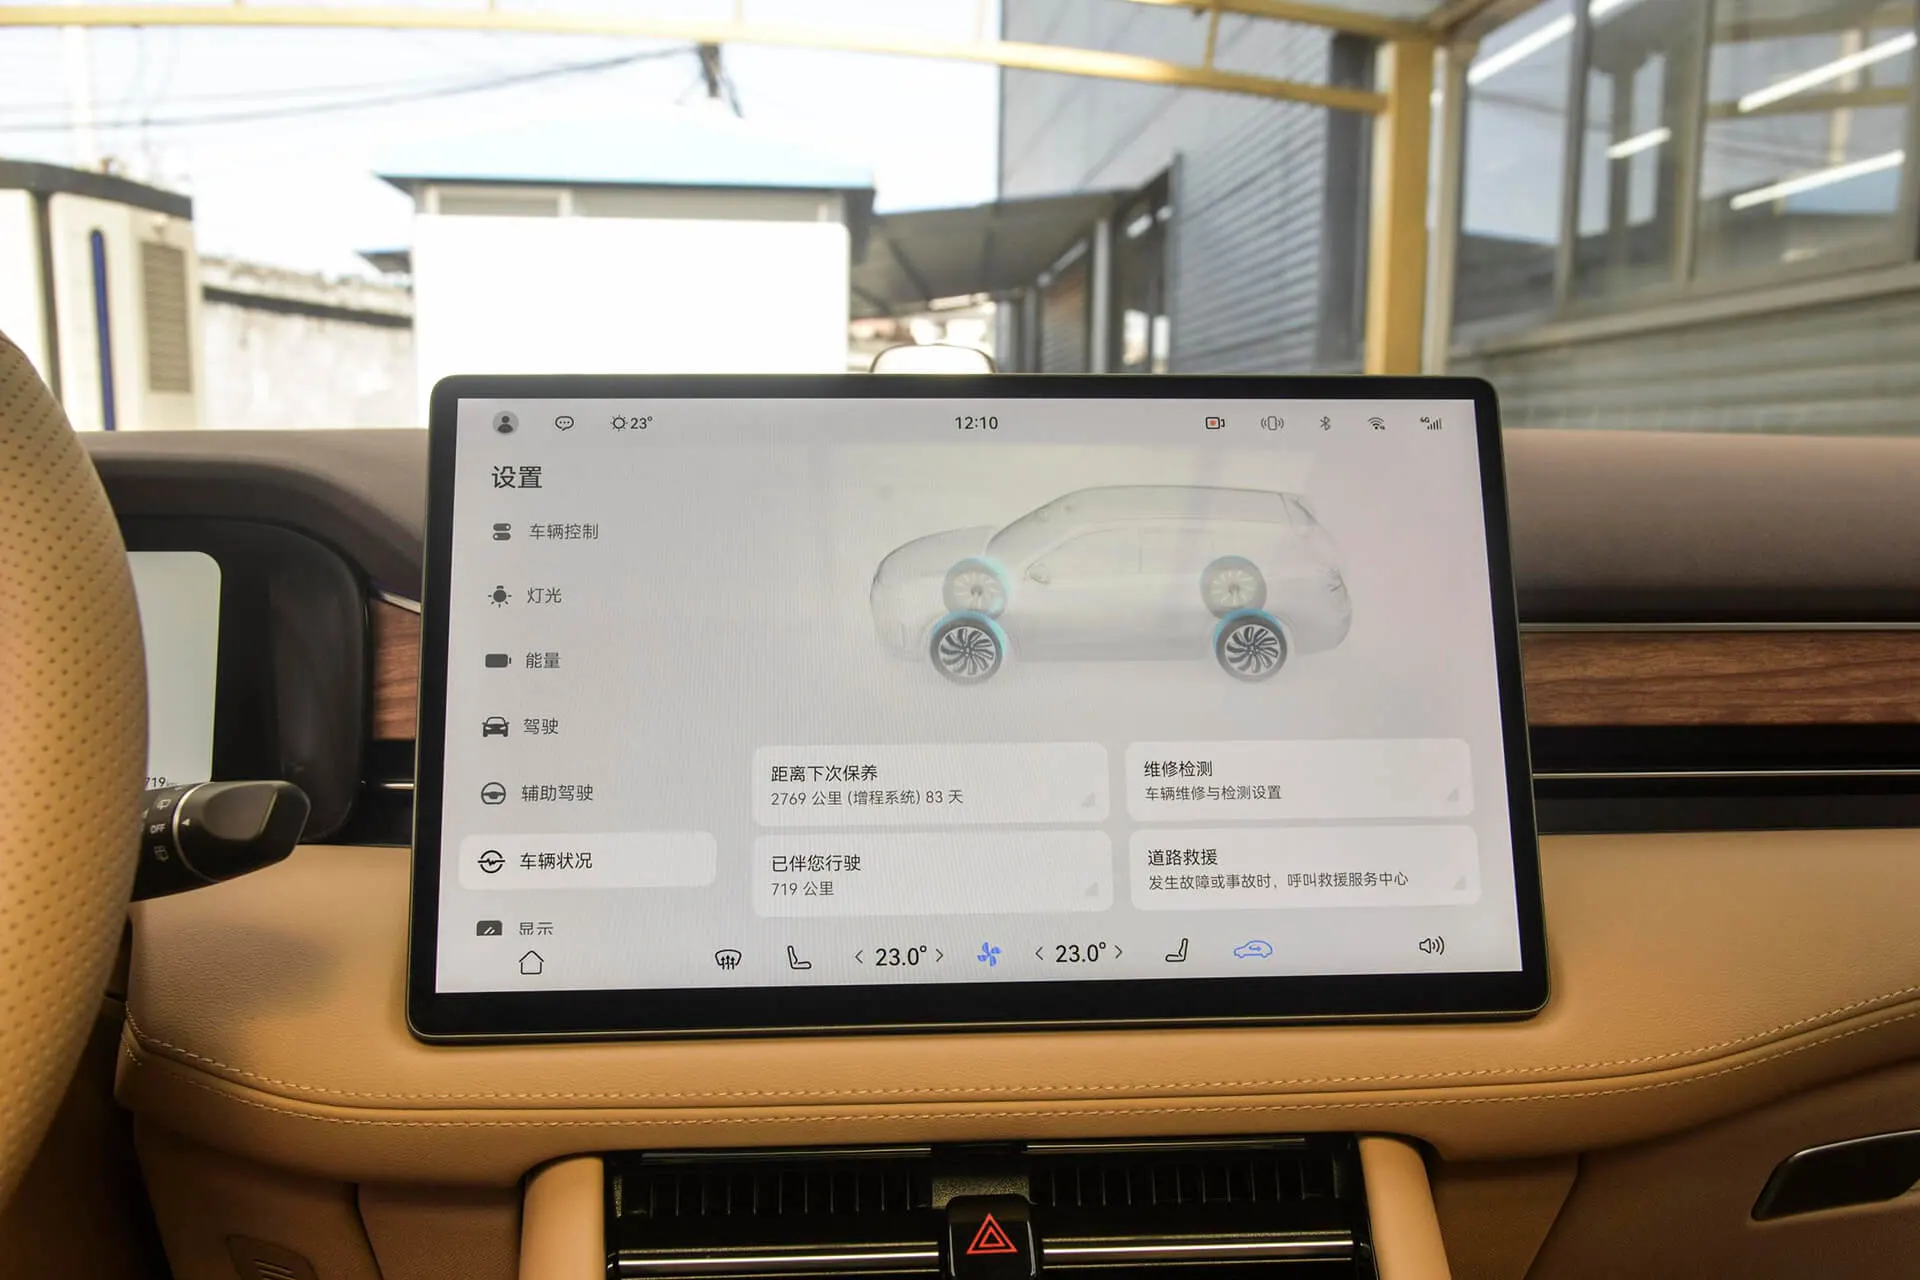 23°
12:10
4G
设置
车辆控制
灯光
能量
驾驶
辅助驾驶
车辆状况
显示
距离下次保养
2769 公里 (增程系统) 83 天
维修检测
车辆维修与检测设置
已伴您行驶
719 公里
道路救援
发生故障或事故时，呼叫救援服务中心
< 23.0° >
< 23.0° >
719
OFF